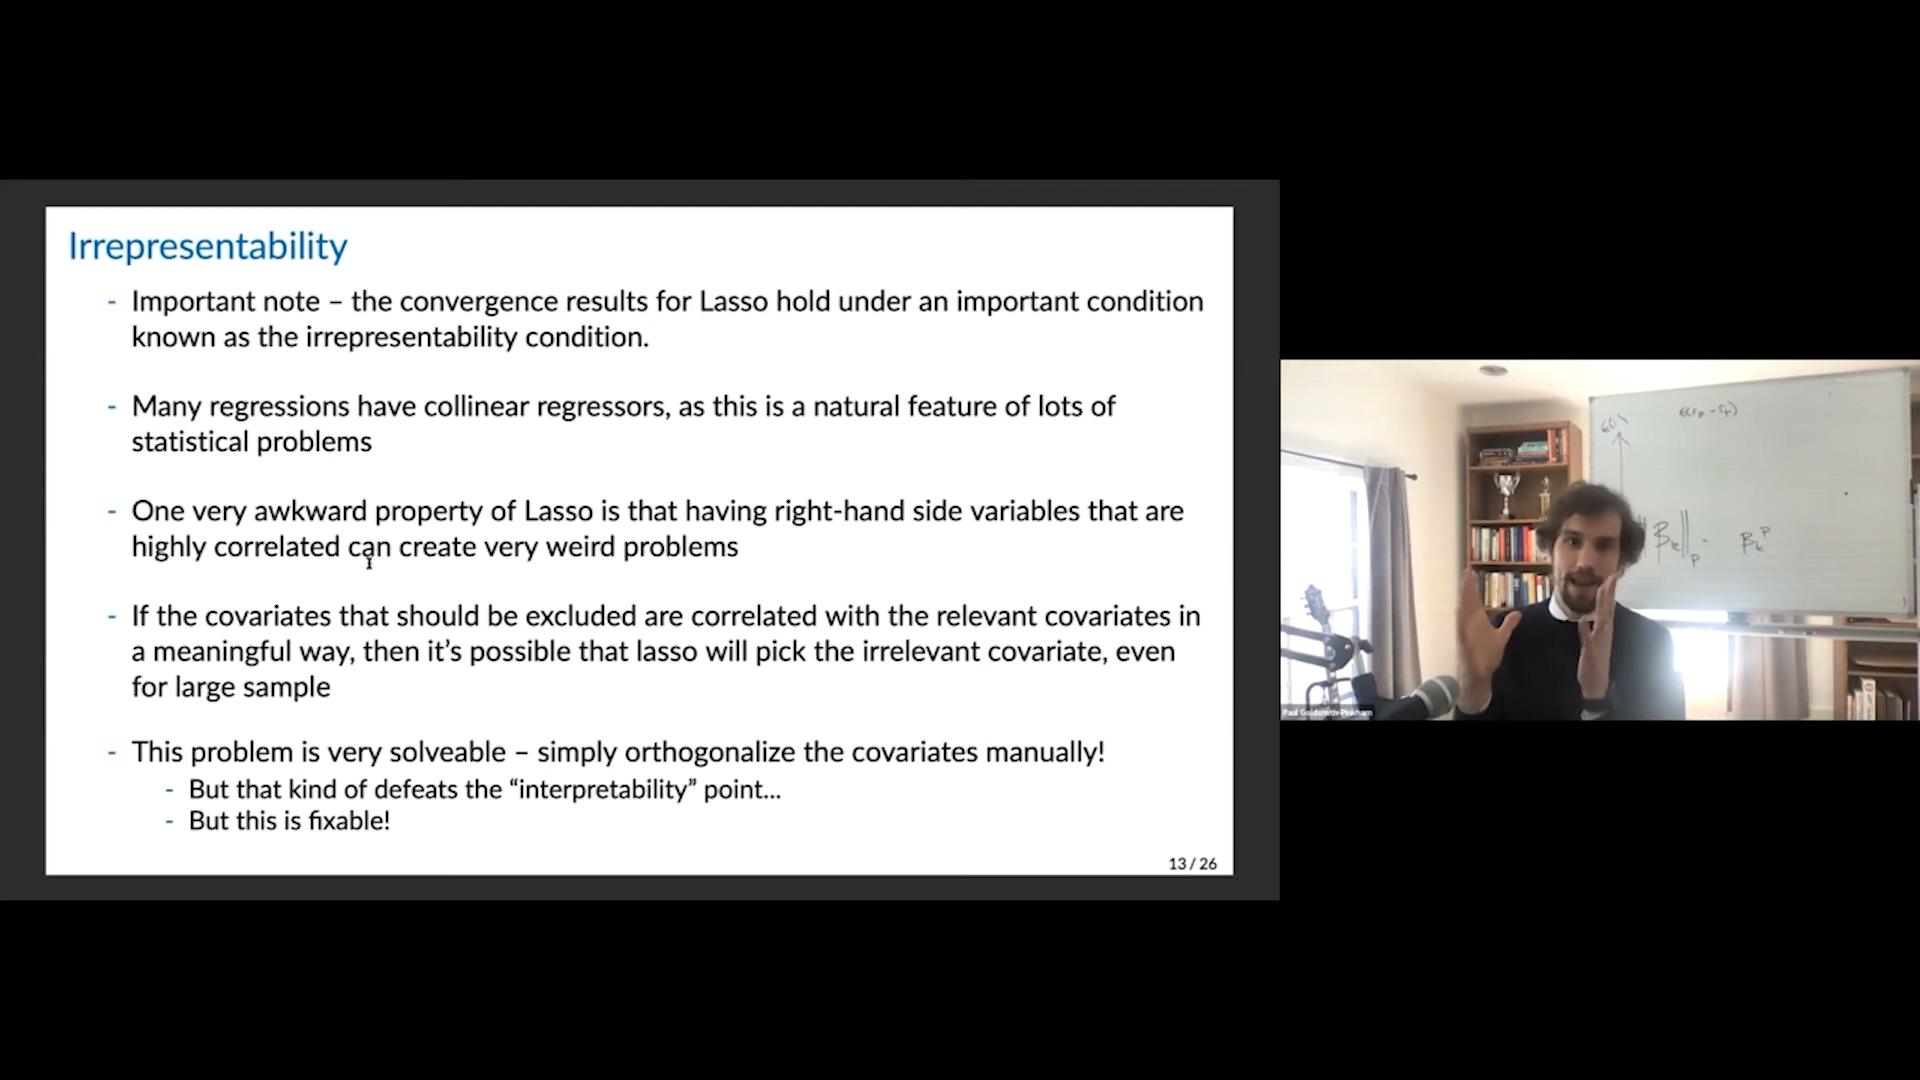 Irrepresentability
- Important note – the convergence results for Lasso hold under an important condition
known as the irrepresentability condition.
- Many regressions have collinear regressors, as this is a natural feature of lots of
statistical problems
- One very awkward property of Lasso is that having right-hand side variables that are
highly correlated can create very weird problems
- If the covariates that should be excluded are correlated with the relevant covariates in
a meaningful way, then it’s possible that lasso will pick the irrelevant covariate, even
for large sample
- This problem is very solveable – simply orthogonalize the covariates manually!
- But that kind of defeats the “interpretability” point...
- But this is fixable!
13 / 26
Paul Goldsmith-Pinkham